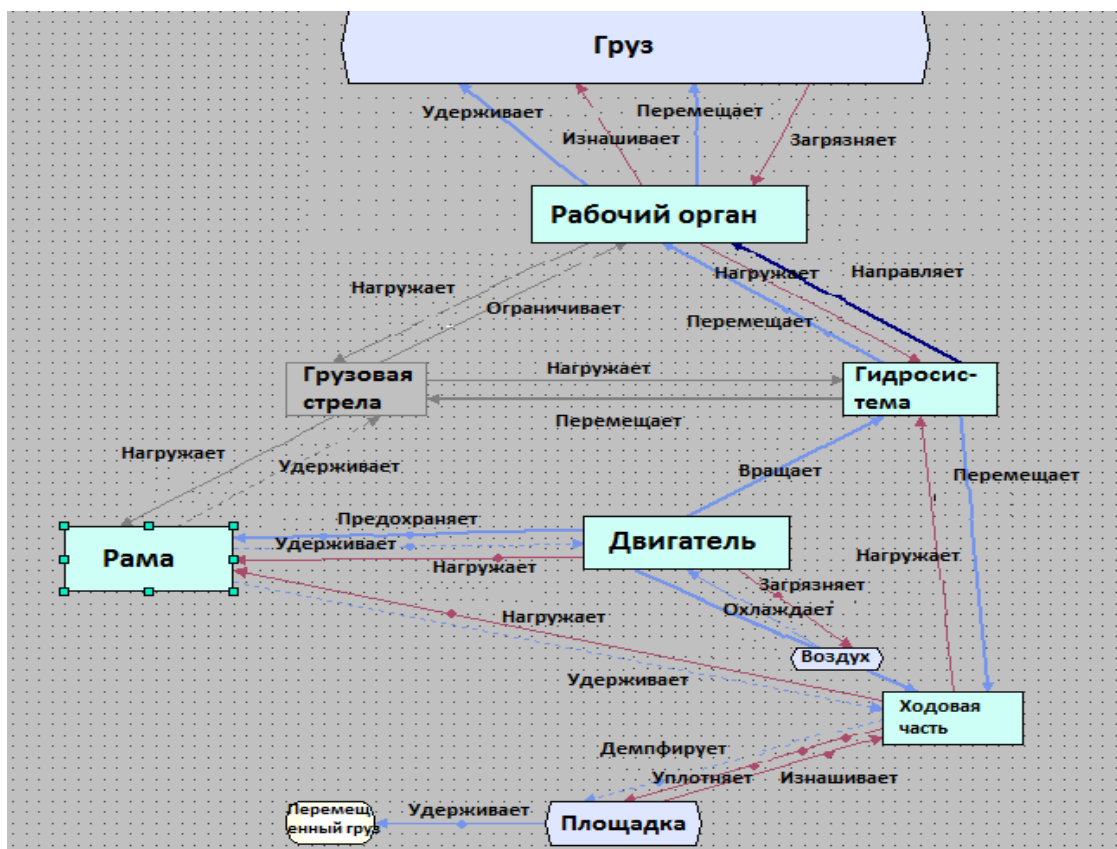 Груз
Удерживает
Перемещает
Изнашивает
Загрязняет
Рабочий орган
Нагружает
Направляет
Нагружает
Ограничивает
Перемещает
Грузовая
стрела
Нагружает
Гидросис-
тема
Перемещает
Нагружает
Удерживает
Вращает
Перемещает
Предохраняет
Рама
Удерживает
Двигатель
Нагружает
Нагружает
Загрязняет
Охлаждает
Нагружает
Воздух
Удерживает
Ходовая
часть
Демпфирует
Уплотняет
Изнашивает
Перемещ-
енный груз
Удерживает
Площадка